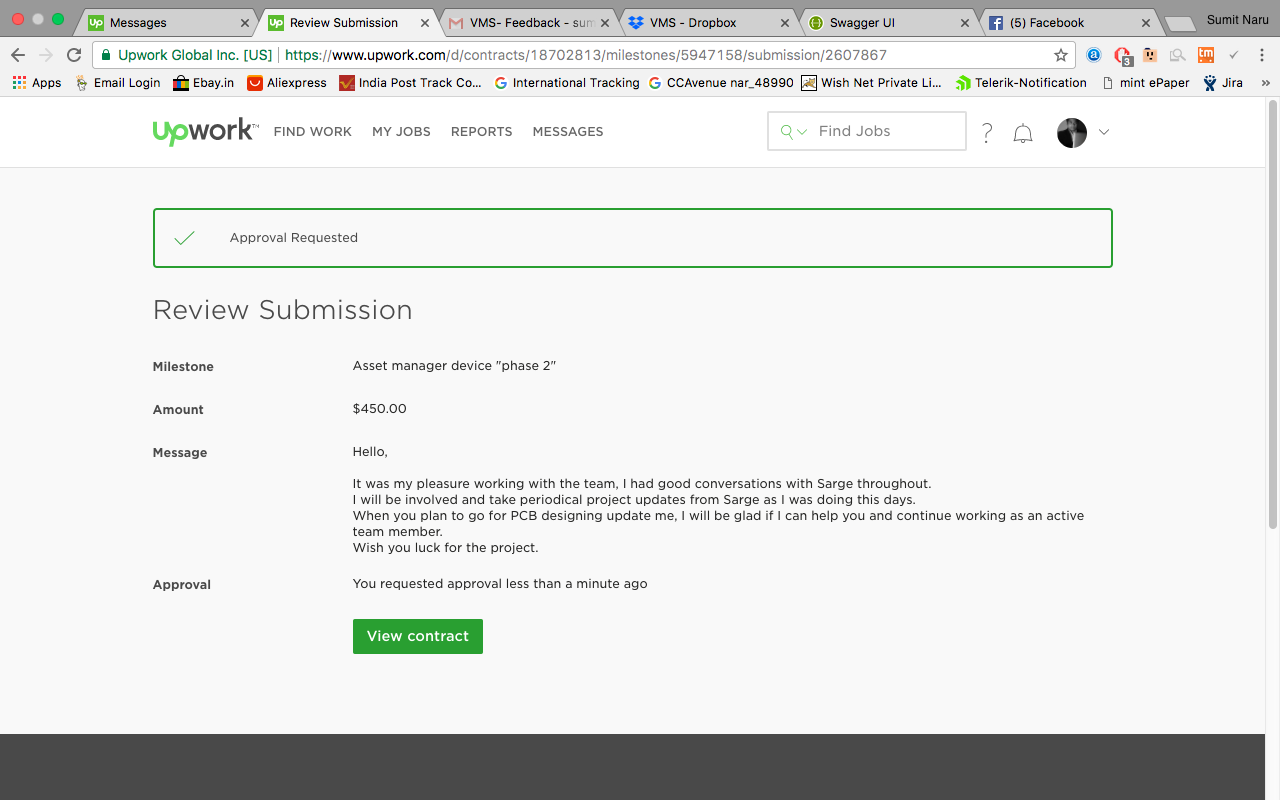 Messages
Review Submission
VMS- Feedback - sum
VMS - Dropbox
Swagger UI
(5) Facebook
Sumit Naru
Upwork Global Inc. [US]
https://www.upwork.com/d/contracts/18702813/milestones/5947158/submission/2607867
3
Apps
Email Login
Ebay.in
Aliexpress
India Post Track Co...
International Tracking
CCAvenue nar_48990
Wish Net Private Li...
Telerik-Notification
mint ePaper
Jira
»
upwork™
FIND WORK
MY JOBS
REPORTS
MESSAGES
Find Jobs
?
Approval Requested
Review Submission
Milestone
Asset manager device "phase 2"
Amount
$450.00
Message
Hello,
It was my pleasure working with the team, I had good conversations with Sarge throughout.
I will be involved and take periodical project updates from Sarge as I was doing this days.
When you plan to go for PCB designing update me, I will be glad if I can help you and continue working as an active
team member.
Wish you luck for the project.
Approval
You requested approval less than a minute ago
View contract